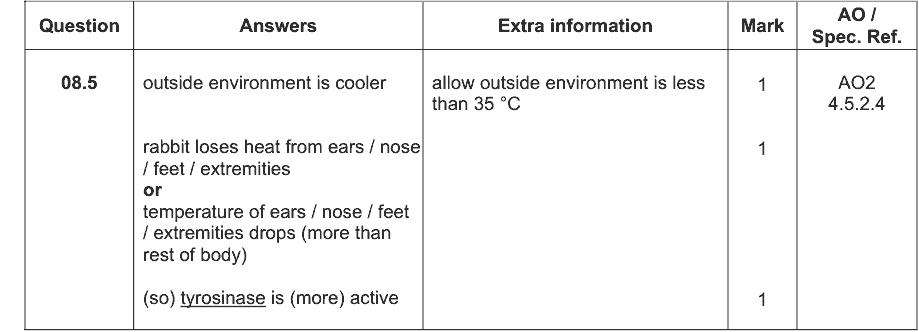 Question Answers Extra information Mark AO /
Spec. Ref.
08.5 outside environment is cooler allow outside environment is less 1 AO2
than 35 °C 4.5.2.4
rabbit loses heat from ears / nose 1
/ feet / extremities
or
temperature of ears / nose / feet
/ extremities drops (more than
rest of body)
(so) tyrosinase is (more) active 1